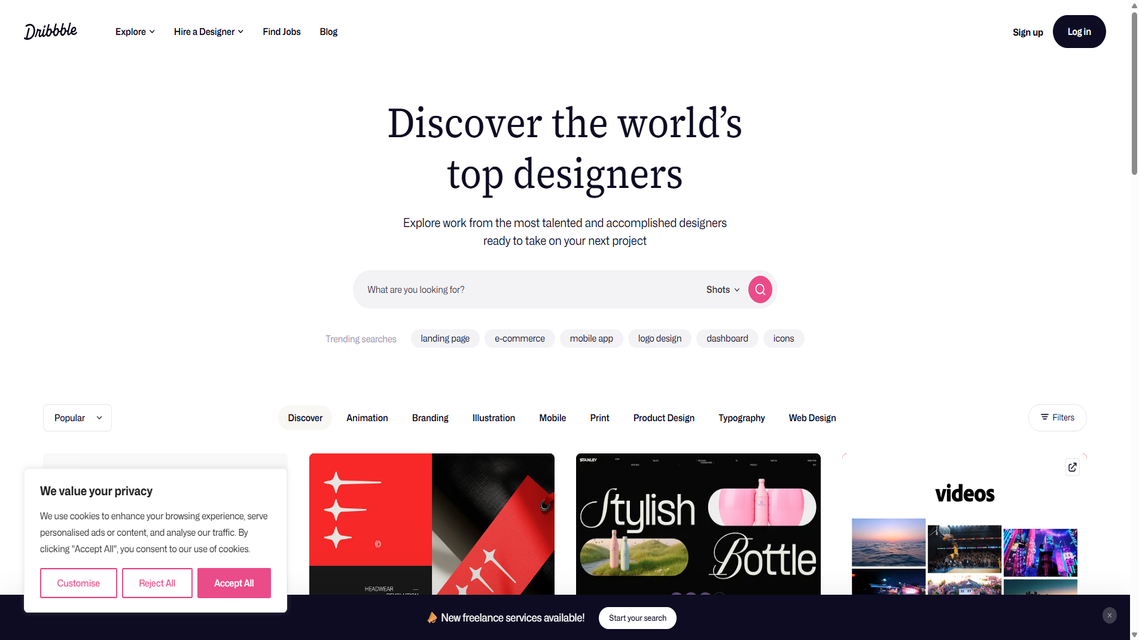 Dribbble
Explore
Hire a Designer
Find Jobs
Blog
Sign up
Log in
Discover the world's
top designers
Explore work from the most talented and accomplished designers
ready to take on your next project
What are you looking for?
Shots
Trending searches
landing page
e-commerce
mobile app
logo design
dashboard
icons
Popular
Discover
Animation
Branding
Illustration
Mobile
Print
Product Design
Typography
Web Design
Filters
©
HEADWEAR
STANLEY
Stylish
Bottle
videos
We value your privacy
We use cookies to enhance your browsing experience, serve
personalised ads or content, and analyse our traffic. By
clicking "Accept All", you consent to our use of cookies.
Customise
Reject All
Accept All
New freelance services available!
Start your search